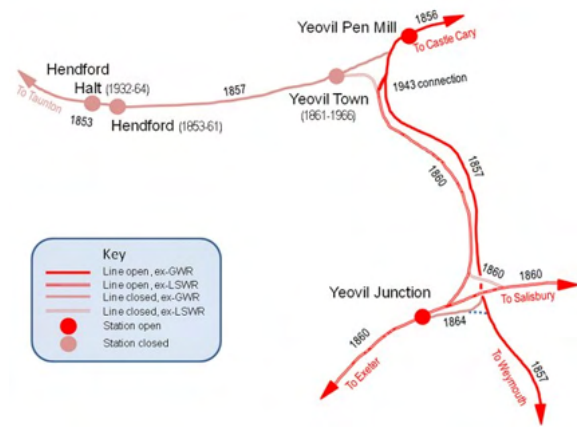 Yeovil Pen Mill
1856
To Castle Cary
Hendford
Halt (1932-64)
To Taunton
1853
Hendford (1853-61)
1857
Yeovil Town
(1861-1966)
1943 connection
1860
1857
Key
Line open, ex-GWR
Line open, ex-LSWR
Line closed, ex-GWR
Line closed, ex-LSWR
Station open
Station closed
Yeovil Junction
1860
1860
To Salisbury
1864
1860
To Exeter
To Weymouth
1857